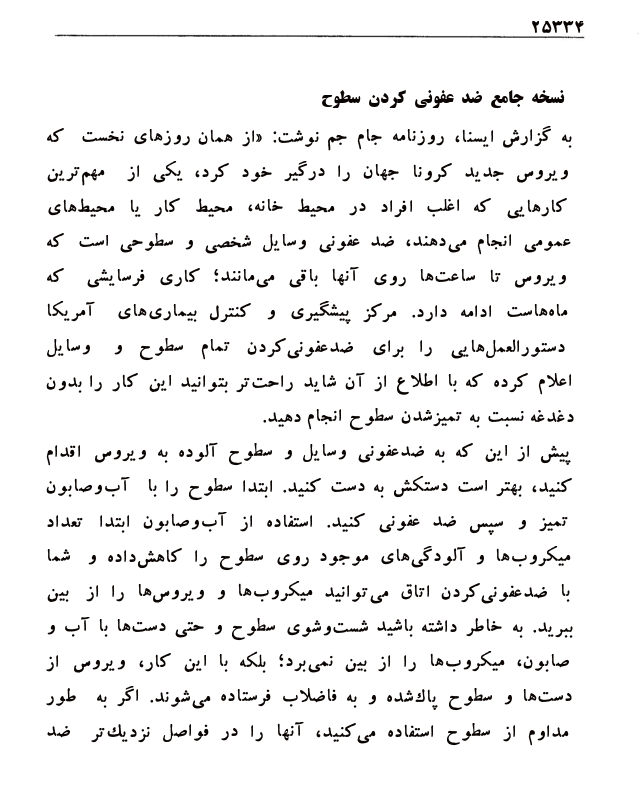 ۲۵۳۳۴
نسخه جامع ضد عفونی کردن سطوح
به گزارش ایسنا، روزنامه جام جم نوشت: «از همان روزهای نخست که
ویروس جدید کرونا جهان را درگیر خود کرد، یکی از مهم‌ترین
کارهایی که اغلب افراد در محیط خانه، محیط کار یا محیط‌های
عمومی انجام می‌دهند، ضد عفونی وسایل شخصی و سطوحی است که
ویروس تا ساعت‌ها روی آنها باقی می‌مانند؛ کاری فرسایشی که
ماه‌هاست ادامه دارد. مرکز پیشگیری و کنترل بیماری‌های آمریکا
دستورالعمل‌هایی را برای ضدعفونی‌کردن تمام سطوح و وسایل
اعلام کرده که با اطلاع از آن شاید راحت‌تر بتوانید این کار را بدون
دغدغه نسبت به تمیزشدن سطوح انجام دهید.
پیش از این که به ضدعفونی وسایل و سطوح آلوده به ویروس اقدام
کنید، بهتر است دستکش به دست کنید. ابتدا سطوح را با آب‌وصابون
تمیز و سپس ضد عفونی کنید. استفاده از آب‌وصابون ابتدا تعداد
میکروب‌ها و آلودگی‌های موجود روی سطوح را کاهش‌داده و شما
با ضدعفونی‌کردن اتاق می‌توانید میکروب‌ها و ویروس‌ها را از بین
ببرید. به خاطر داشته باشید شست‌وشوی سطوح و حتی دست‌ها با آب و
صابون، میکروب‌ها را از بین نمی‌برد؛ بلکه با این کار، ویروس از
دست‌ها و سطوح پاک‌شده و به فاضلاب فرستاده می‌شوند. اگر به طور
مداوم از سطوح استفاده می‌کنید، آنها را در فواصل نزدیك‌تر ضد